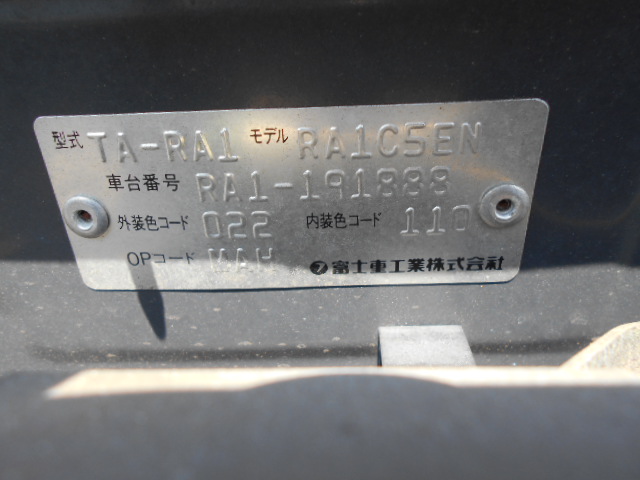 型式 TA-RA1 モデル RA1C5EN
車台番号 RA1-191888
外装色コード 022 内装色コード 110
OPコード MAH 富士重工業株式会社